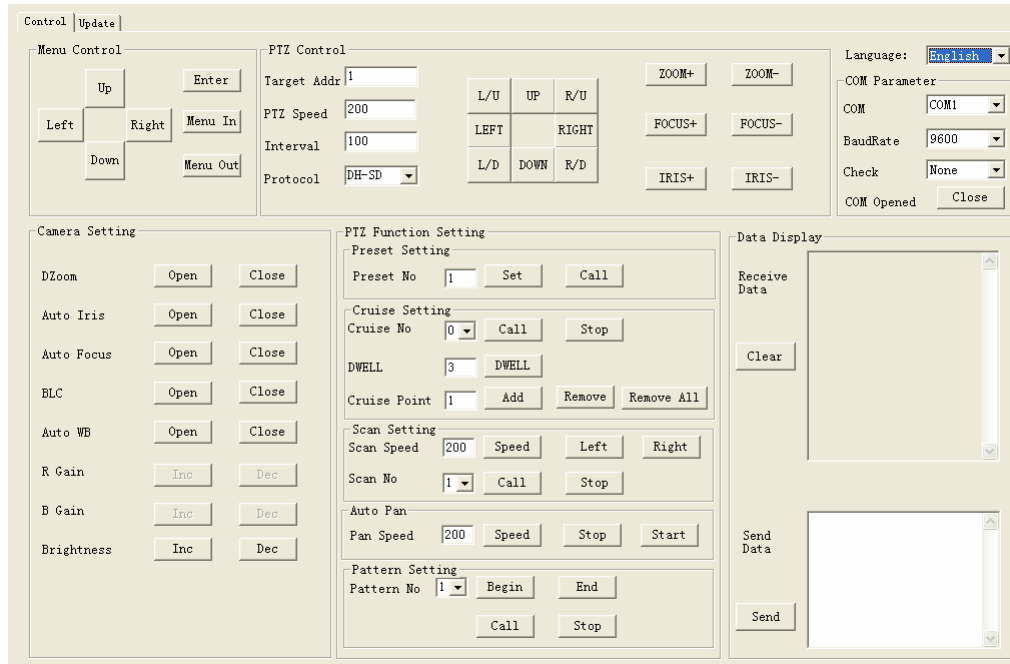 Control Update
Menu Control
Up
Left Right
Down
Enter
Menu In
Menu Out
PTZ Control
Target Addr 1
PTZ Speed 200
Interval 100
Protocol DH-SD
L/U UP R/U
LEFT RIGHT
L/D DOWN R/D
ZOOM+ ZOOM-
FOCUS+ FOCUS-
IRIS+ IRIS-
Language: English
COM Parameter
COM COM1
BaudRate 9600
Check None
COM Opened Close
Camera Setting
DZoom Open Close
Auto Iris Open Close
Auto Focus Open Close
BLC Open Close
Auto WB Open Close
R Gain Inc Dec
B Gain Inc Dec
Brightness Inc Dec
PTZ Function Setting
Preset Setting
Preset No 1 Set Call
Cruise Setting
Cruise No 0 Call Stop
DWELL 3 DWELL
Cruise Point 1 Add Remove Remove All
Scan Setting
Scan Speed 200 Speed Left Right
Scan No 1 Call Stop
Auto Pan
Pan Speed 200 Speed Stop Start
Pattern Setting
Pattern No 1 Begin End
Call Stop
Data Display
Receive
Data
Clear
Send
Data
Send